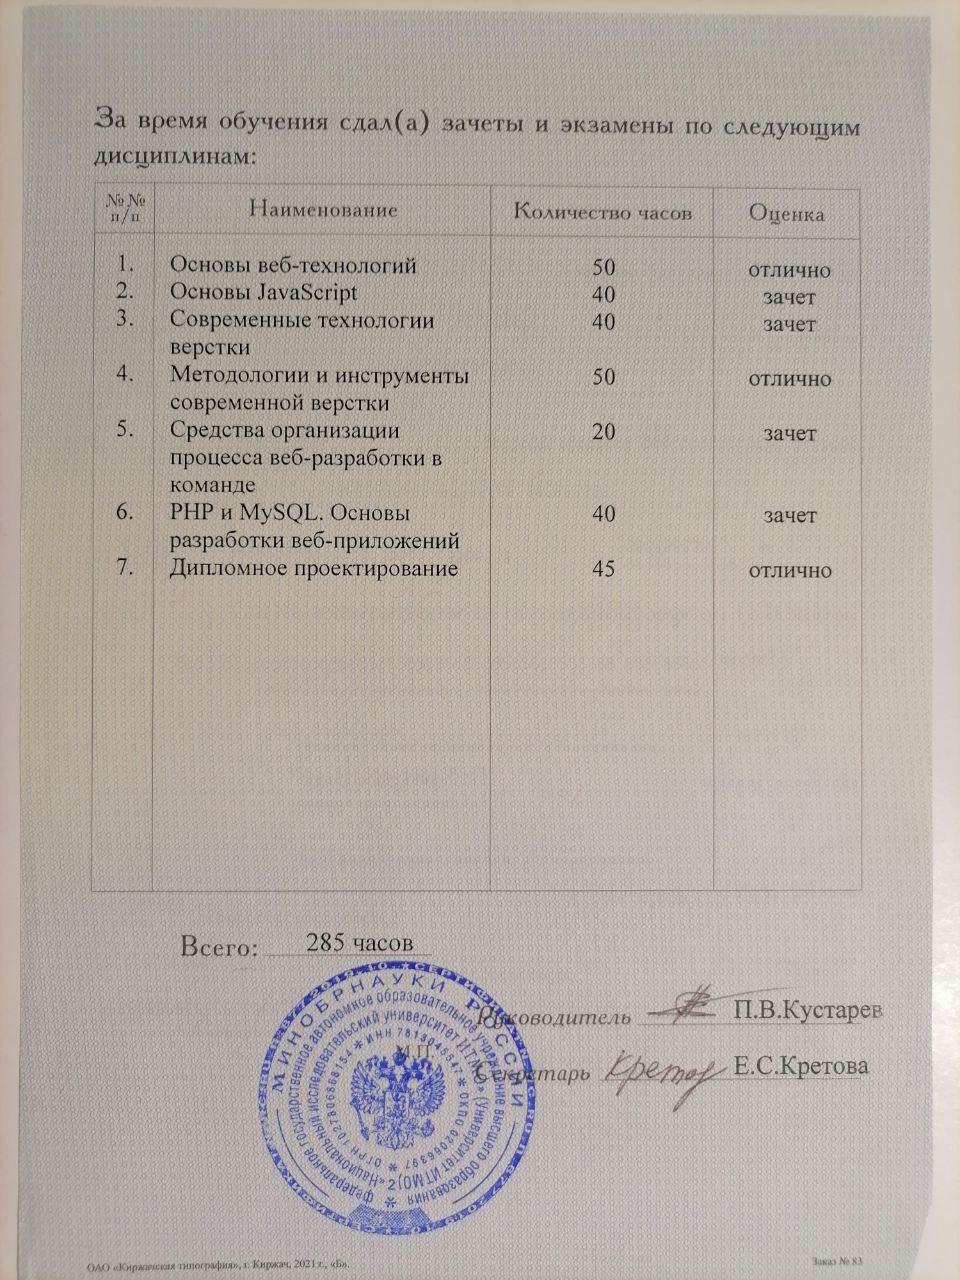 За время обучения сдал(а) зачеты и экзамены по следующим
дисциплинам:
№№ п/п Наименование Количество часов Оценка
1. Основы веб-технологий 50 отлично
2. Основы JavaScript 40 зачет
3. Современные технологии 40 зачет
верстки
4. Методологии и инструменты 50 отлично
современной верстки
5. Средства организации 20 зачет
процесса веб-разработки в
команде
6. PHP и MySQL. Основы 40 зачет
разработки веб-приложений
7. Дипломное проектирование 45 отлично
Всего: 285 часов
Руководитель П.В.Кустарев
М.П.
Секретарь Кретов Е.С.Кретова
МИНОБРНАУКИ РОССИИ
федеральное государственное автономное образовательное учреждение высшего образования
«Национальный исследовательский университет ИТМО» (Университет ИТМО)
ОГРН 1027806868154 * ИНН 7813045547 * ОКПО 02066397 *
ОАО «Киржачская типография», г. Киржач, 2021 г., «Б».
Заказ № 83